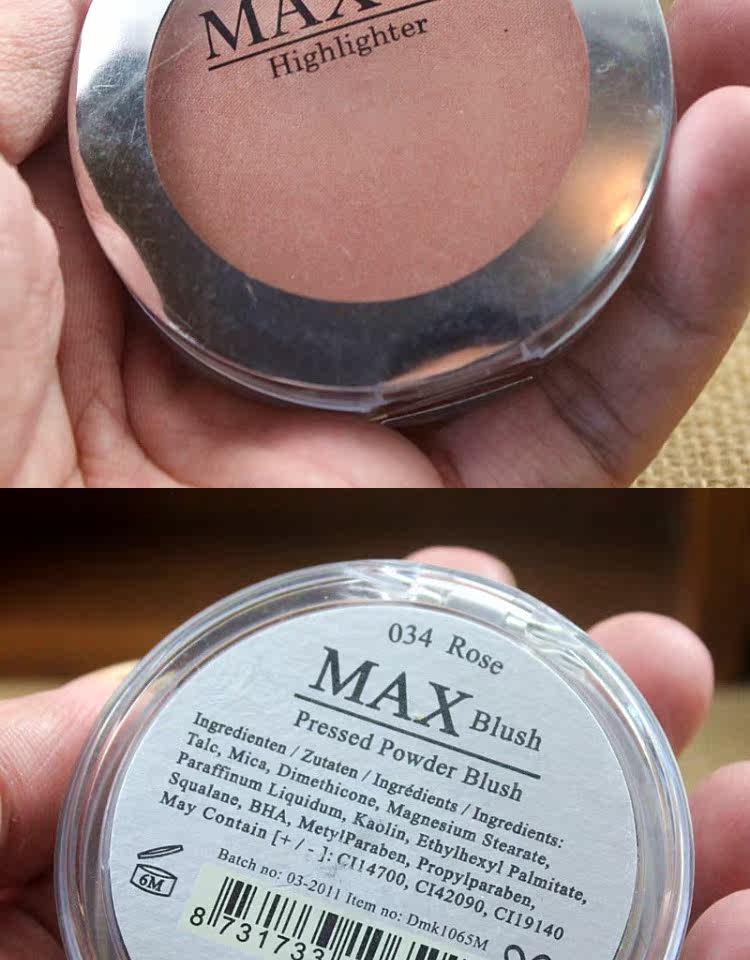 MAX
Highlighter
034 Rose
MAX Blush
Pressed Powder Blush
Ingredienten / Zutaten / Ingrédients / Ingredients:
Talc, Mica, Dimethicone, Magnesium Stearate,
Paraffinum Liquidum, Kaolin, Ethylhexyl Palmitate,
Squalane, BHA, MetylParaben, Propylparaben,
May Contain [+ / - ]: CI14700, CI42090, CI19140
6M
Batch no: 03-2011 Item no: Dmk1065M
8 731733